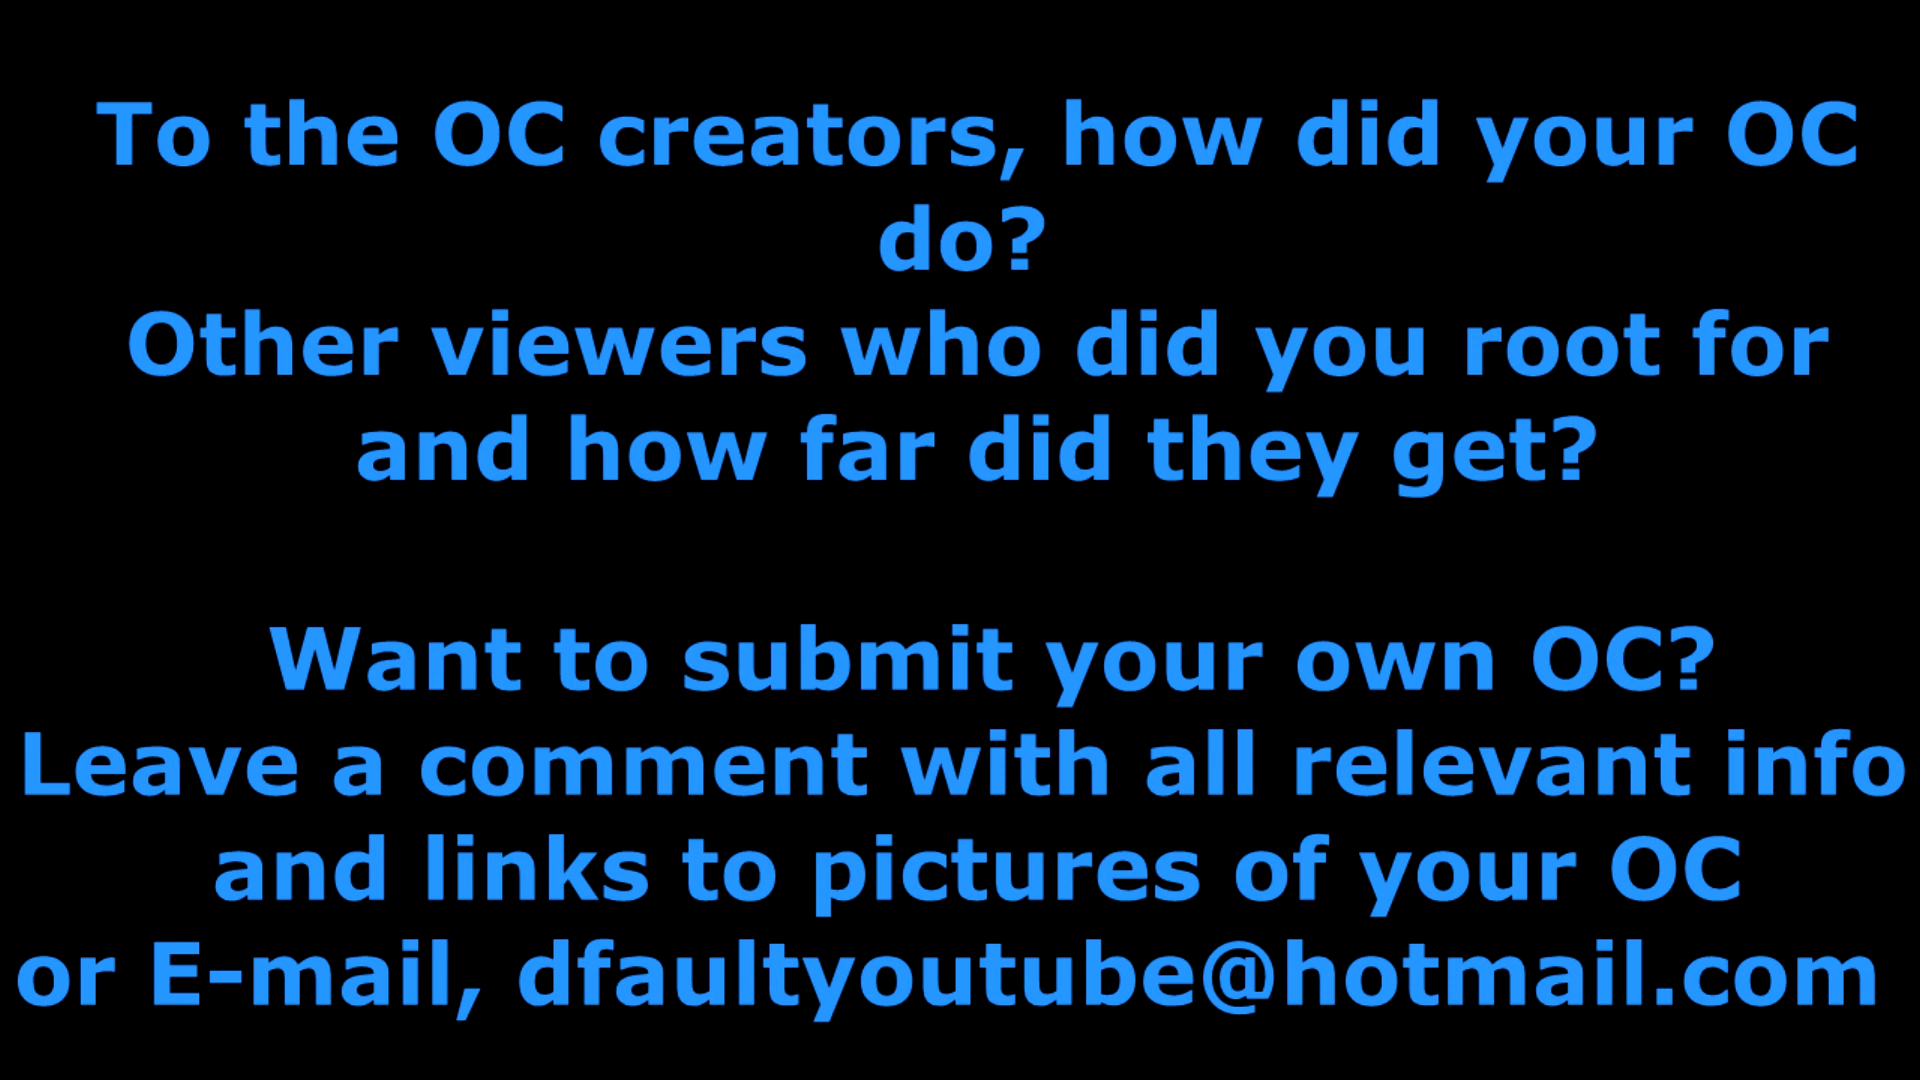 To the OC creators, how did your OC
do?
Other viewers who did you root for
and how far did they get?
Want to submit your own OC?
Leave a comment with all relevant info
and links to pictures of your OC
or E-mail, dfaultyoutube@hotmail.com